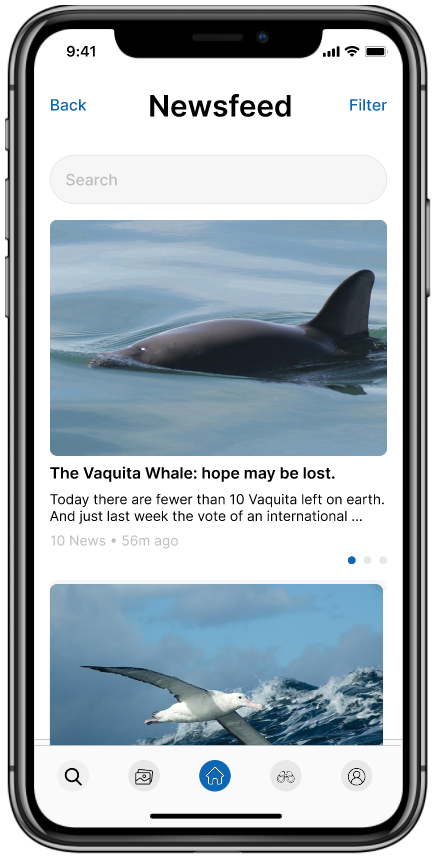 9:41
Back Newsfeed Filter
Search
The Vaquita Whale: hope may be lost.
Today there are fewer than 10 Vaquita left on earth.
And just last week the vote of an international ...
10 News • 56m ago